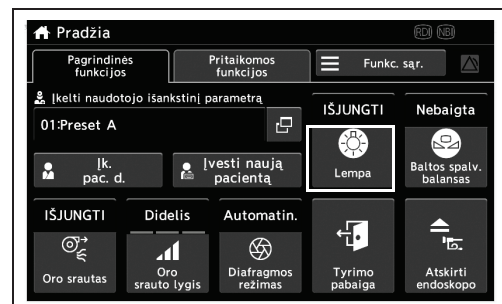 Pradžia
RDI NBI
Pagrindinės
funkcijos
Pritaikomos
funkcijos
Funkc. sąr.
Įkelti naudotojo išankstinį parametrą
01:Preset A
Įk.
pac. d.
Įvesti naują
pacientą
IŠJUNGTI
Lempa
Nebaigta
Baltos spalv.
balansas
IŠJUNGTI
Oro srautas
Didelis
Oro
srauto lygis
Automatin.
Diafragmos
režimas
Tyrimo
pabaiga
Atskirti
endoskopo